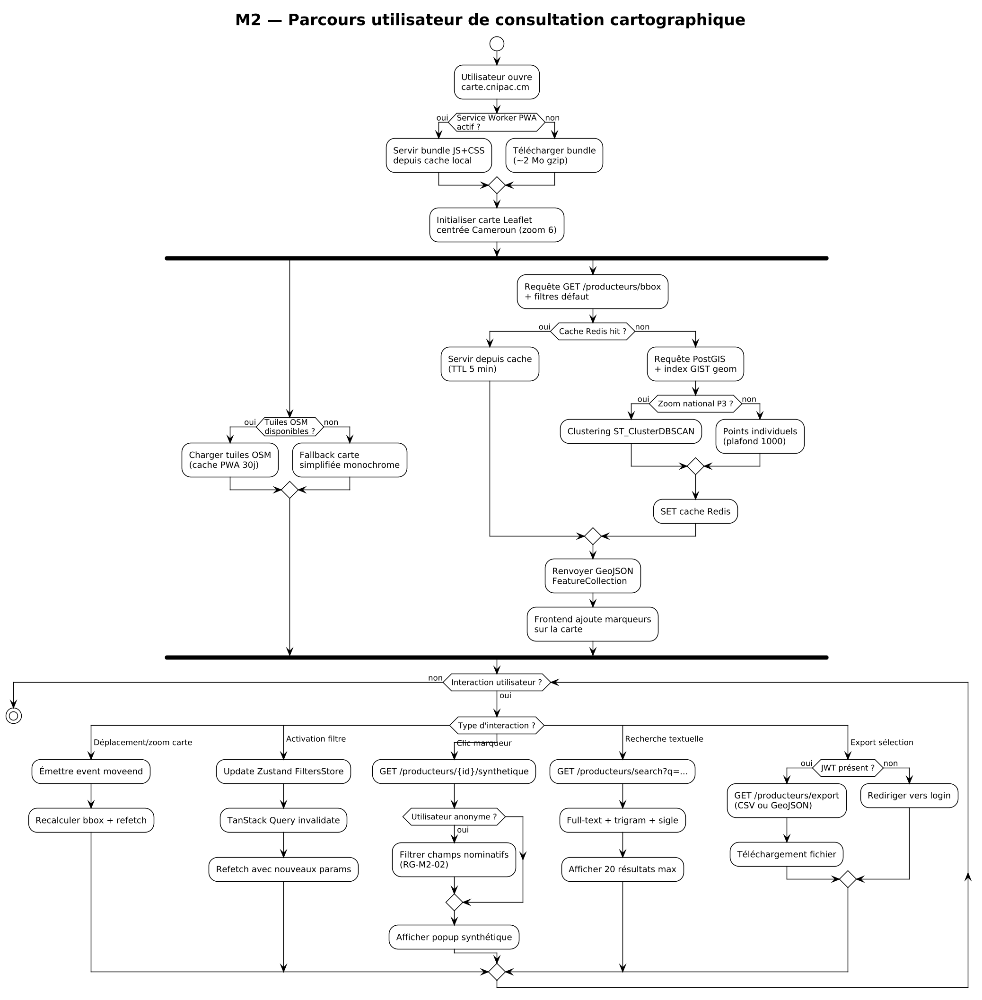 M2 — Parcours utilisateur de consultation cartographique
Utilisateur ouvre
carte.cnipac.cm
oui
Service Worker PWA
actif ?
non
Servir bundle JS+CSS
depuis cache local
Télécharger bundle
(~2 Mo gzip)
Initialiser carte Leaflet
centrée Cameroun (zoom 6)
Requête GET /producteurs/bbox
+ filtres défaut
oui
Cache Redis hit ?
non
Servir depuis cache
(TTL 5 min)
Requête PostGIS
+ index GIST geom
oui
Zoom national P3 ?
non
Clustering ST_ClusterDBSCAN
Points individuels
(plafond 1000)
oui
Tuiles OSM
disponibles ?
non
Charger tuiles OSM
(cache PWA 30j)
Fallback carte
simplifiée monochrome
SET cache Redis
Renvoyer GeoJSON
FeatureCollection
Frontend ajoute marqueurs
sur la carte
non
Interaction utilisateur ?
oui
Type d'interaction ?
Déplacement/zoom carte
Activation filtre
Clic marqueur
Recherche textuelle
Export sélection
Émettre event moveend
Recalculer bbox + refetch
Update Zustand FiltersStore
TanStack Query invalidate
Refetch avec nouveaux params
GET /producteurs/{id}/synthetique
Utilisateur anonyme ?
oui
Filtrer champs nominatifs
(RG-M2-02)
Afficher popup synthétique
GET /producteurs/search?q=...
Full-text + trigram + sigle
Afficher 20 résultats max
oui
JWT présent ?
non
GET /producteurs/export
(CSV ou GeoJSON)
Rediriger vers login
Téléchargement fichier